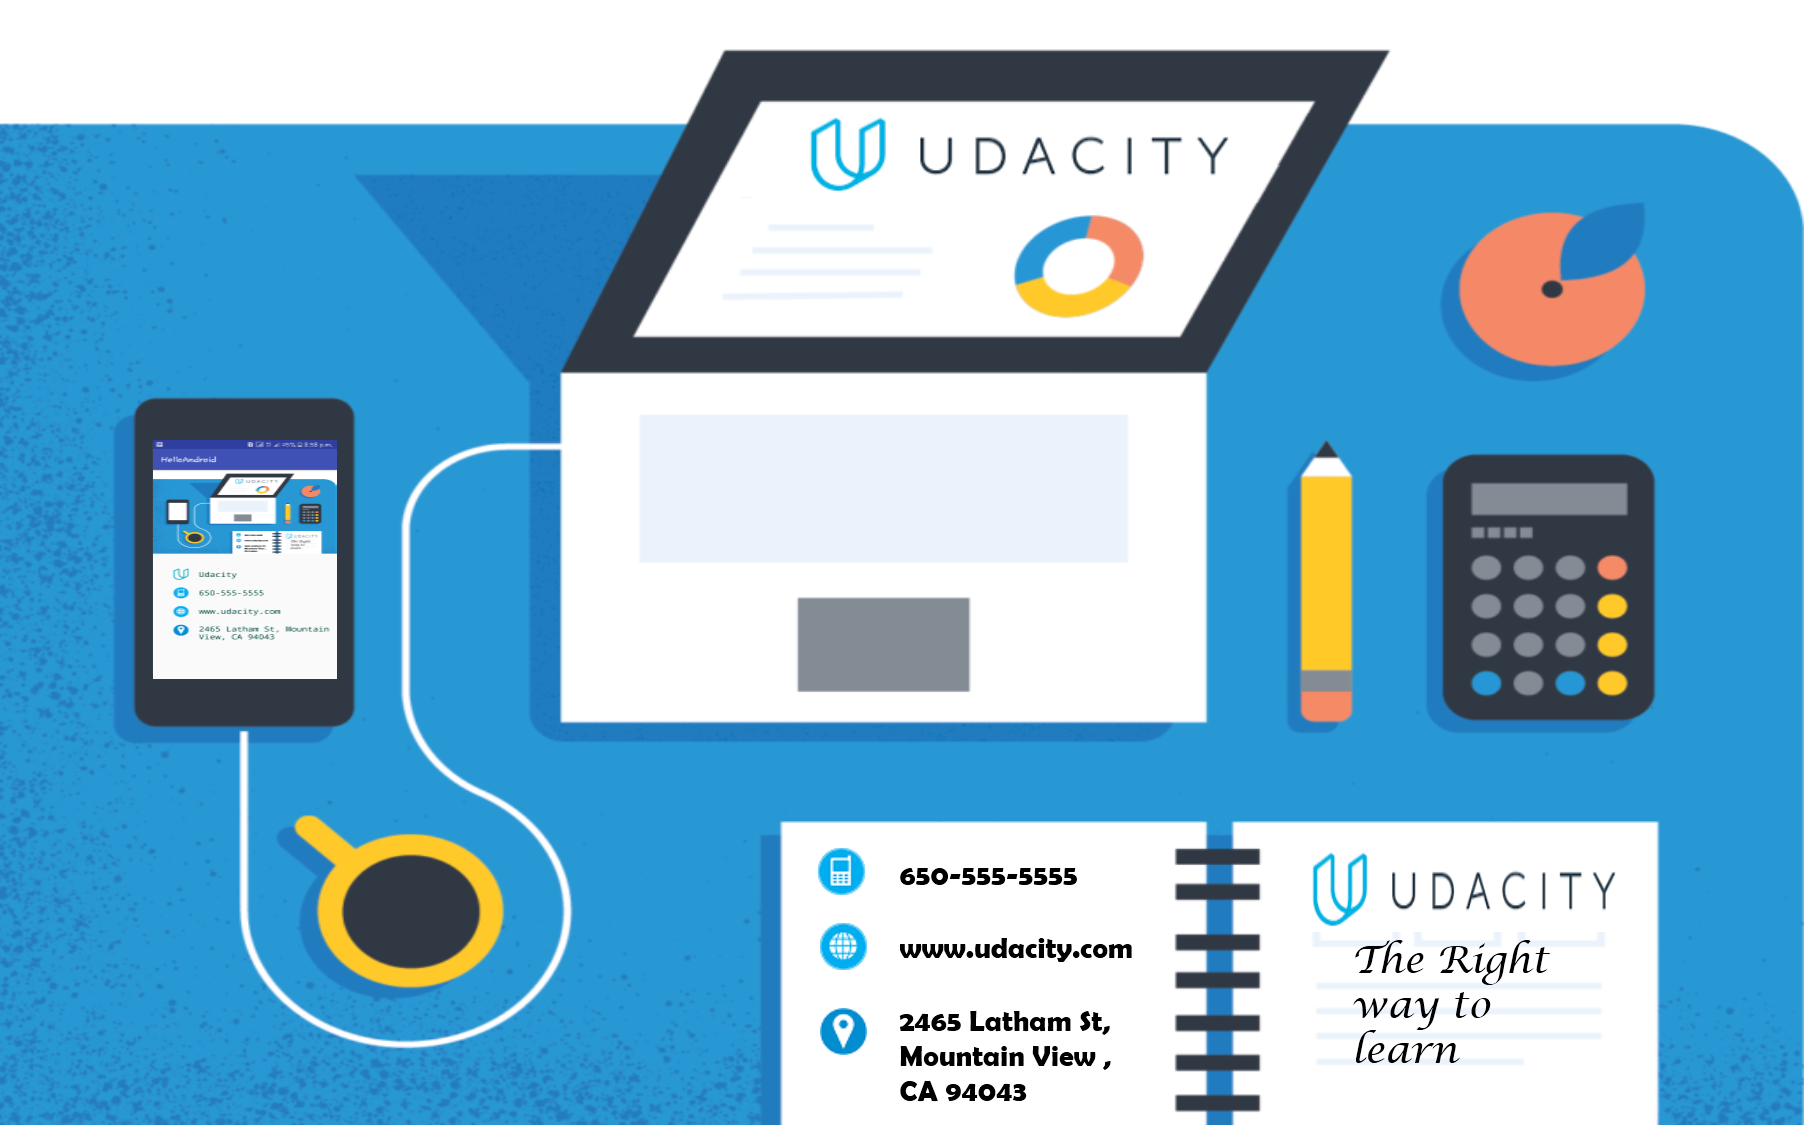 UDACITY
HelloAndroid
UDACITY
Udacity
650-555-5555
www.udacity.com
2465 Latham St, Mountain
View, CA 94043
650-555-5555
www.udacity.com
2465 Latham St,
Mountain View ,
CA 94043
UDACITY
The Right
way to
learn